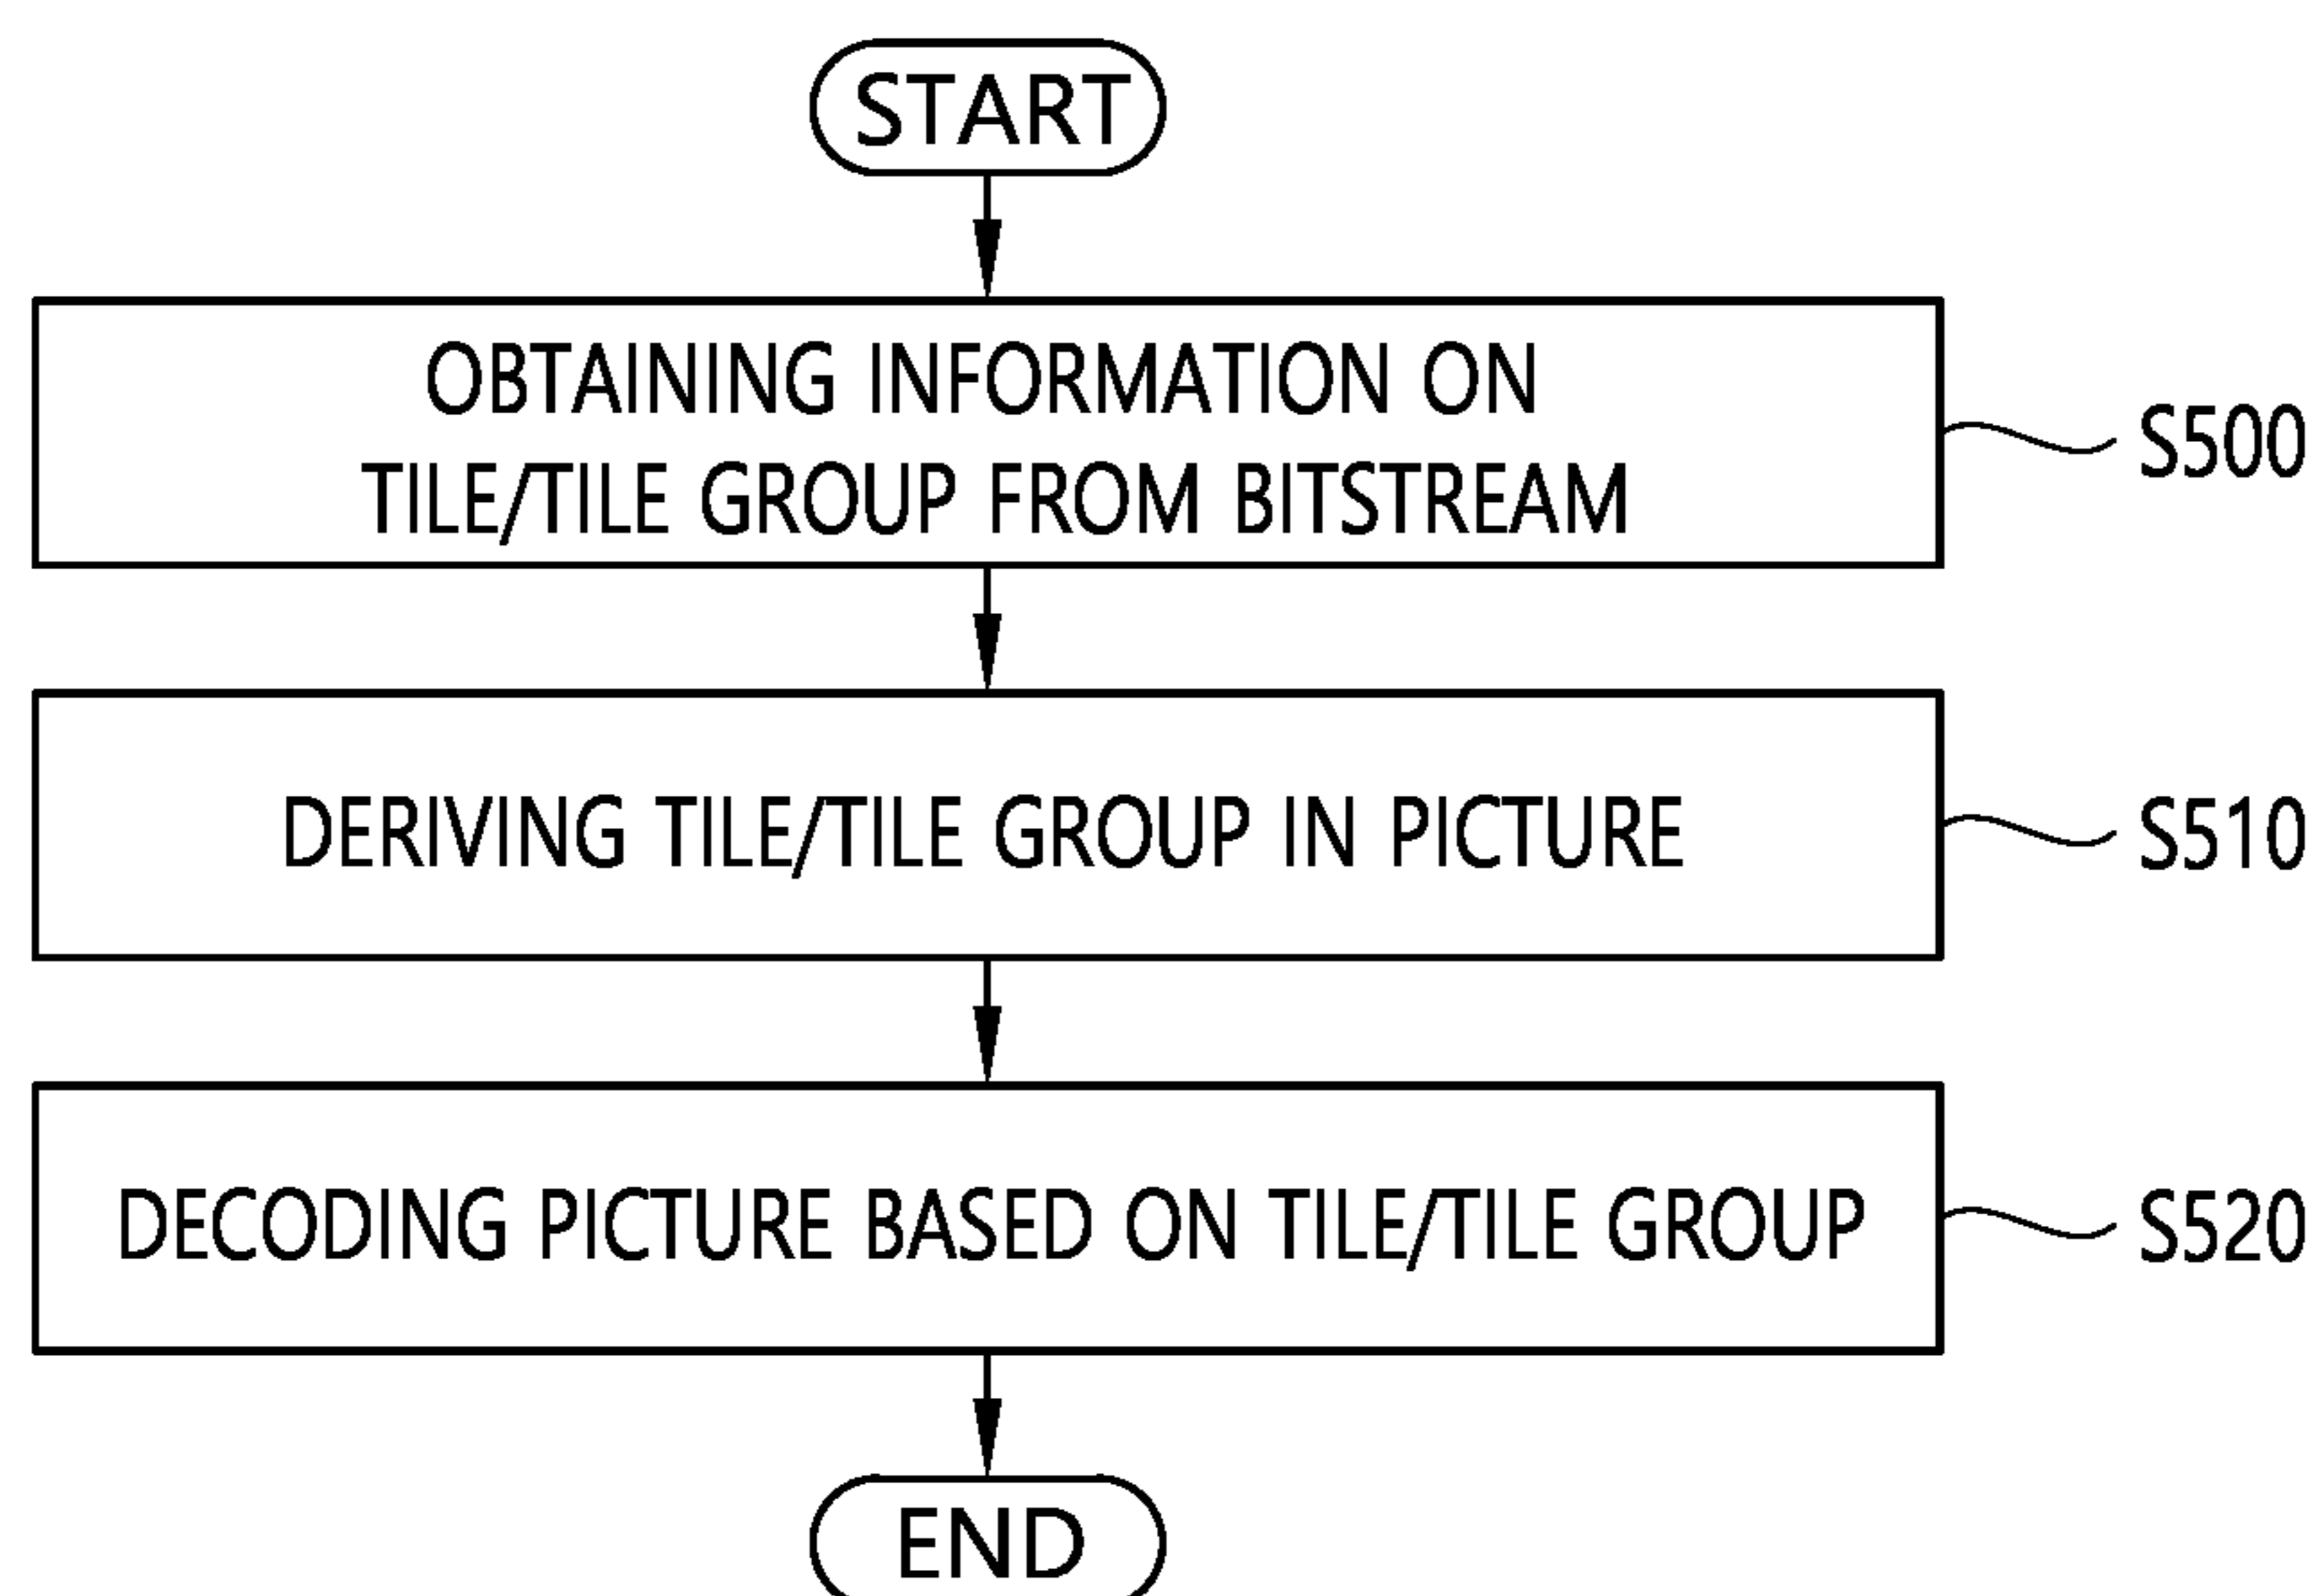 START
OBTAINING INFORMATION ON
TILE/TILE GROUP FROM BITSTREAM
S500
DERIVING TILE/TILE GROUP IN PICTURE
S510
DECODING PICTURE BASED ON TILE/TILE GROUP
S520
END